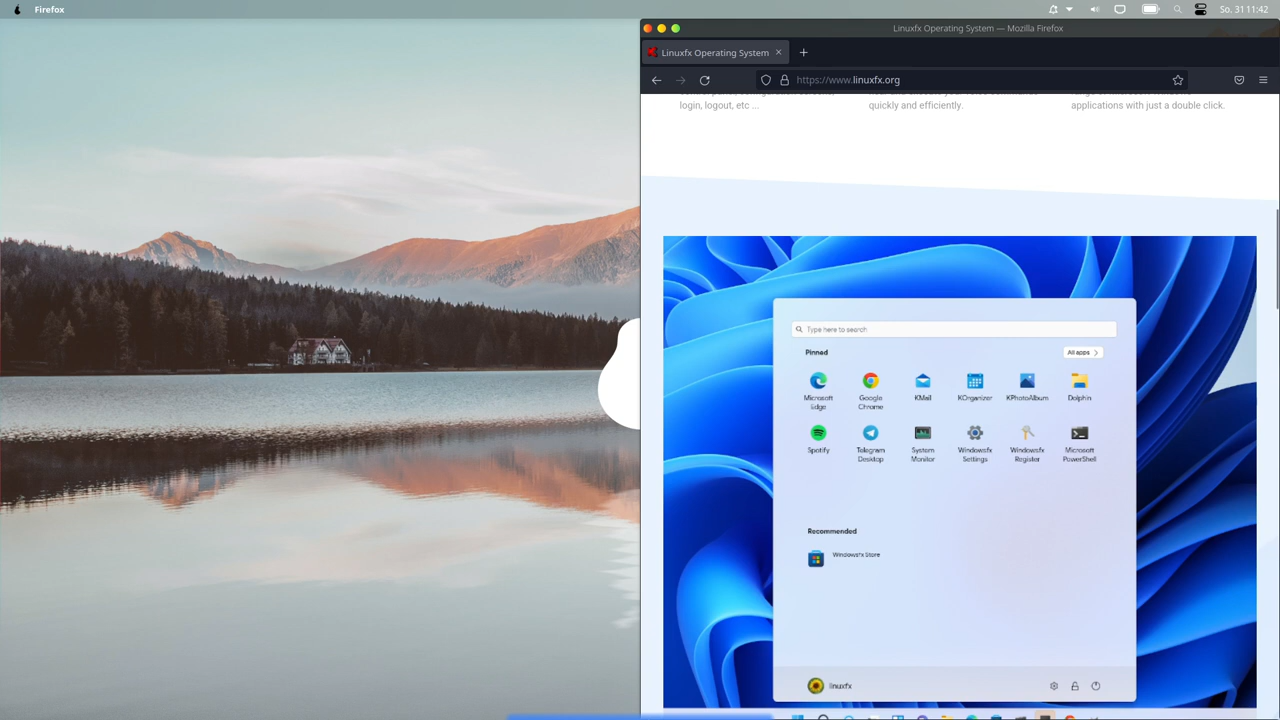 Firefox
So. 31 11:42
Linuxfx Operating System — Mozilla Firefox
Linuxfx Operating System
https://www.linuxfx.org
login, logout, etc ...
quickly and efficiently.
applications with just a double click.
Type here to search
Pinned
All apps
Microsoft Edge
Google Chrome
KMail
KOrganizer
KPhotoAlbum
Dolphin
Spotify
Telegram Desktop
System Monitor
Windowsfx Settings
Windowsfx Register
Microsoft PowerShell
Recommended
Windowsfx Store
linuxfx